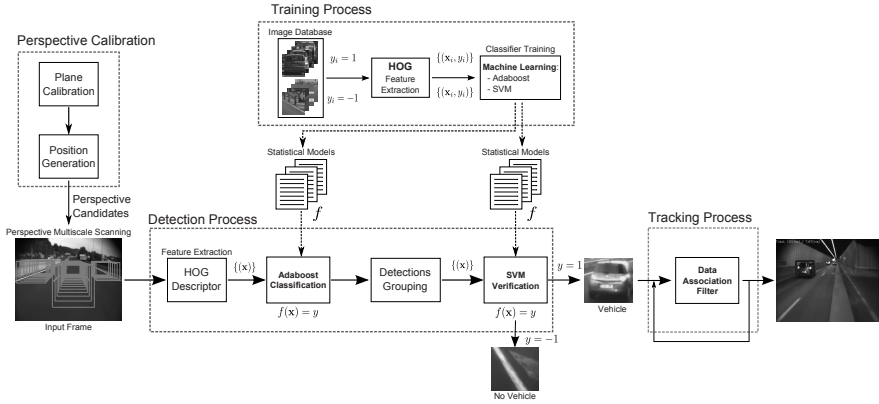 Training Process
Image Database
y_i = 1
y_i = −1
HOG
Feature
Extraction
{(x_i, y_i)}
{(x_i, y_i)}
Classifier Training
Machine Learning:
- Adaboost
- SVM
Perspective Calibration
Plane
Calibration
Position
Generation
Perspective
Candidates
Statistical Models
f
Statistical Models
f
Perspective Multiscale Scanning
Input Frame
Detection Process
Feature Extraction
HOG
Descriptor
{(x)}
Adaboost
Classification
f(x) = y
Detections
Grouping
{(x)}
SVM
Verification
f(x) = y
y = 1
Vehicle
y = −1
No Vehicle
Tracking Process
Data
Association
Filter